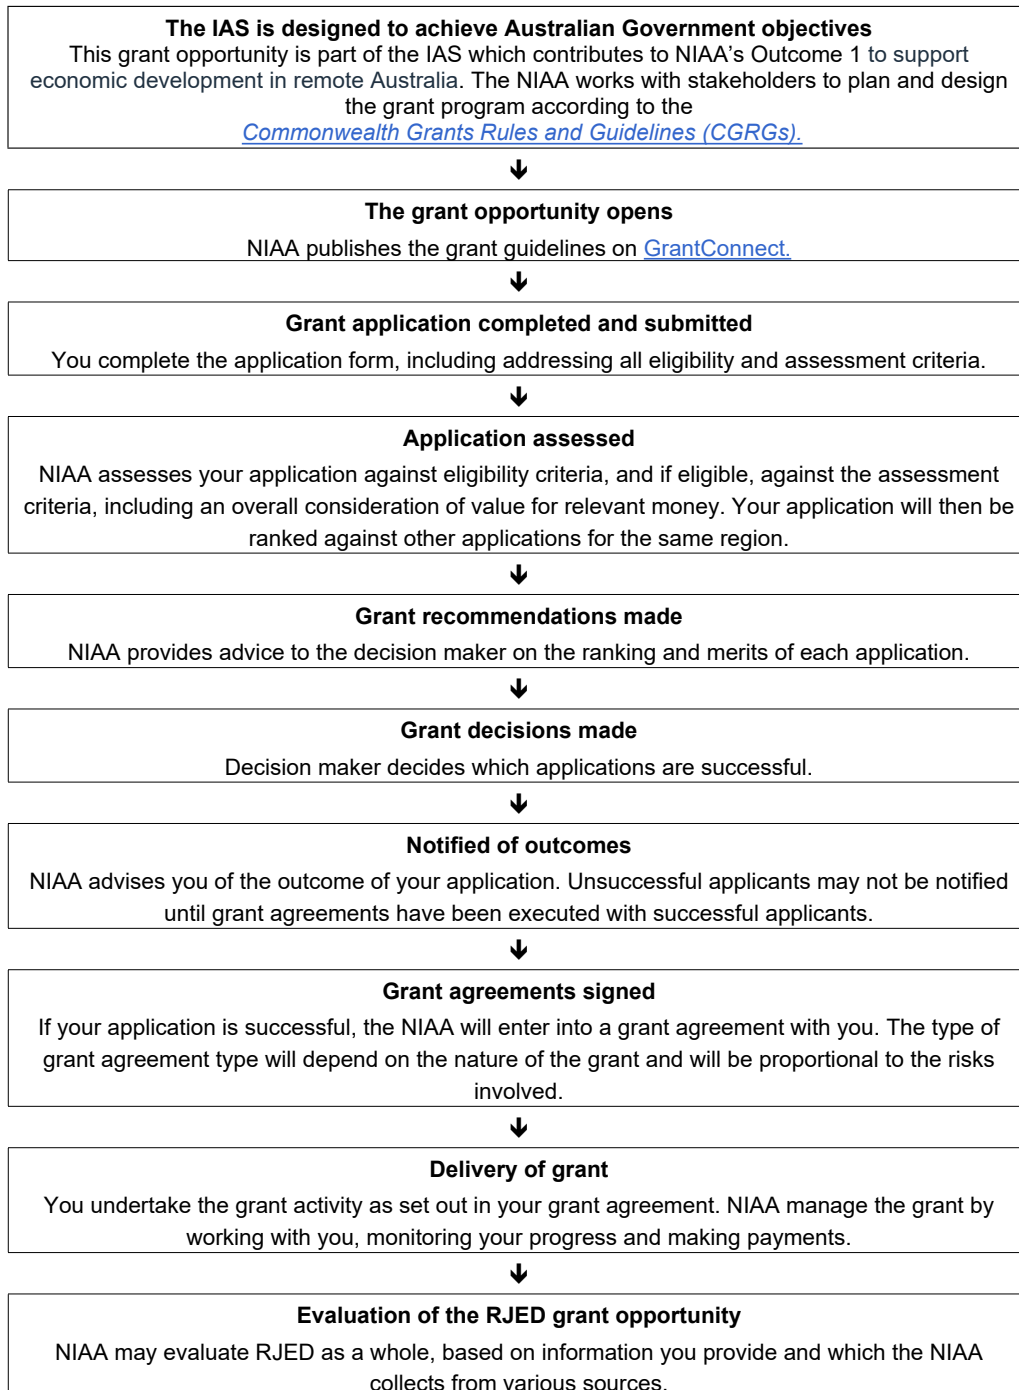 The IAS is designed to achieve Australian Government objectives
This grant opportunity is part of the IAS which contributes to NIAA's Outcome 1 to support
economic development in remote Australia. The NIAA works with stakeholders to plan and design
the grant program according to the
Commonwealth Grants Rules and Guidelines (CGRGs).
The grant opportunity opens
NIAA publishes the grant guidelines on GrantConnect.
Grant application completed and submitted
You complete the application form, including addressing all eligibility and assessment criteria.
Application assessed
NIAA assesses your application against eligibility criteria, and if eligible, against the assessment
criteria, including an overall consideration of value for relevant money. Your application will then be
ranked against other applications for the same region.
Grant recommendations made
NIAA provides advice to the decision maker on the ranking and merits of each application.
Grant decisions made
Decision maker decides which applications are successful.
Notified of outcomes
NIAA advises you of the outcome of your application. Unsuccessful applicants may not be notified
until grant agreements have been executed with successful applicants.
Grant agreements signed
If your application is successful, the NIAA will enter into a grant agreement with you. The type of
grant agreement type will depend on the nature of the grant and will be proportional to the risks
involved.
Delivery of grant
You undertake the grant activity as set out in your grant agreement. NIAA manage the grant by
working with you, monitoring your progress and making payments.
Evaluation of the RJED grant opportunity
NIAA may evaluate RJED as a whole, based on information you provide and which the NIAA
collects from various sources.